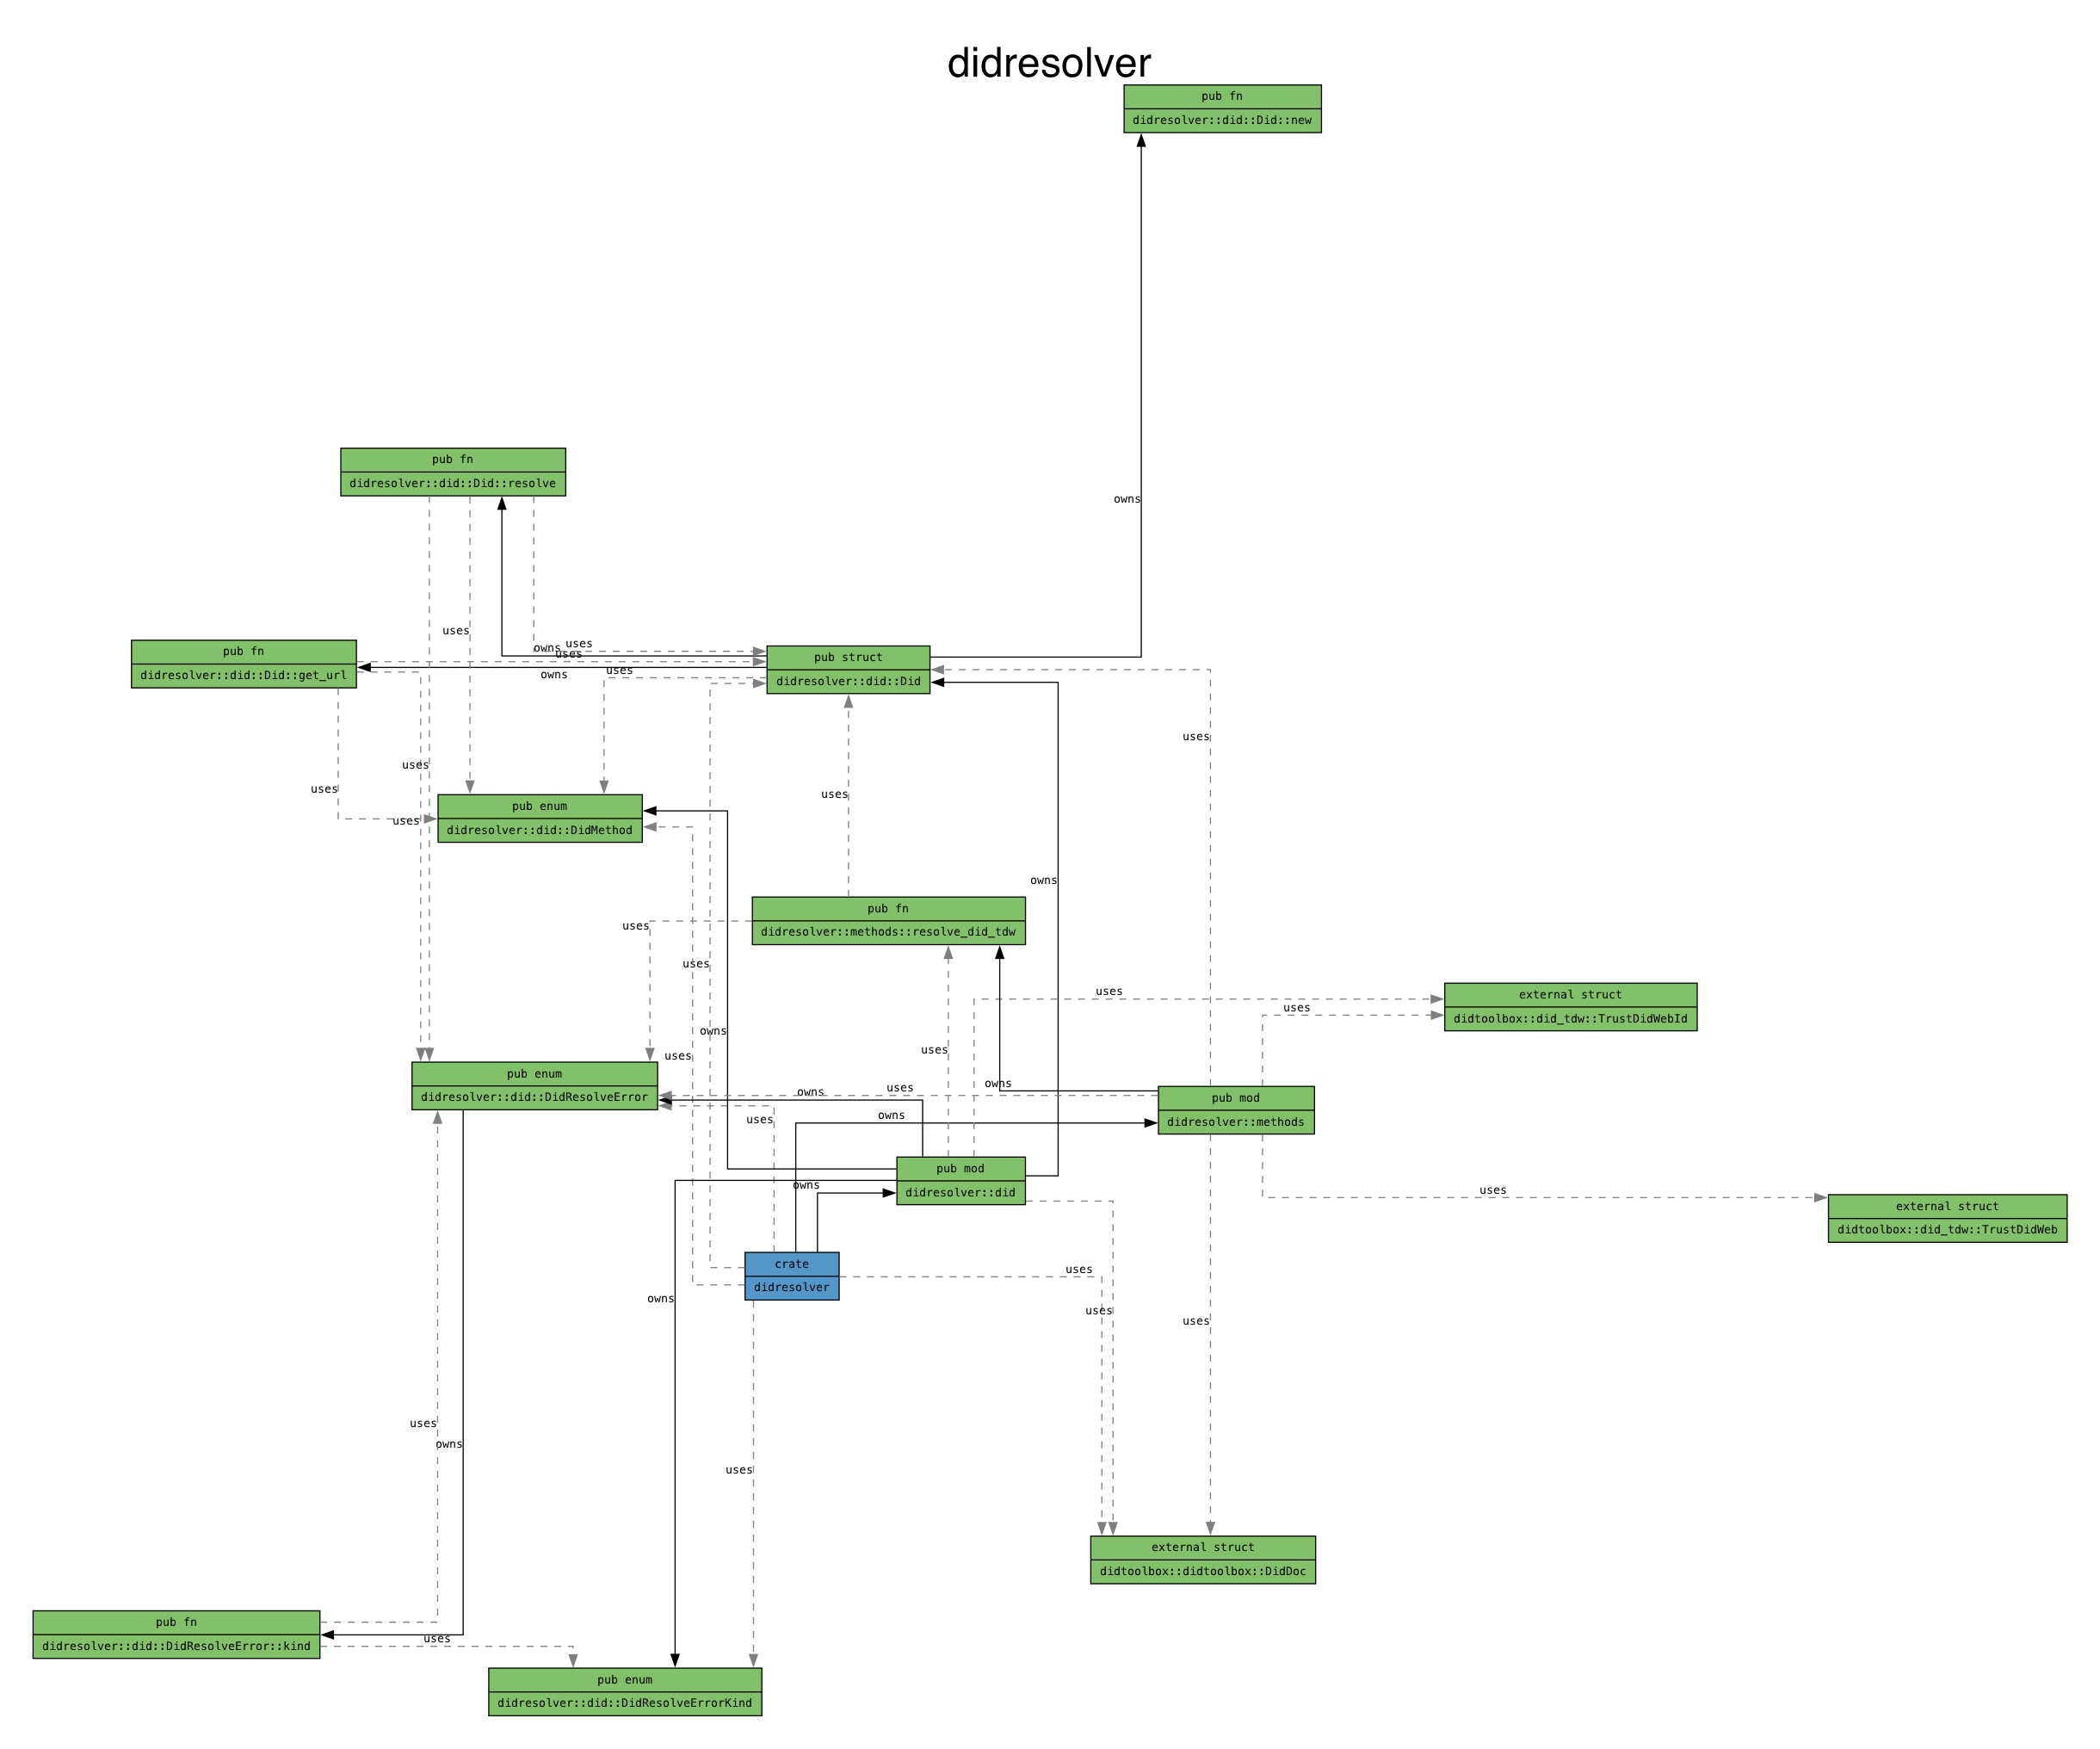 didresolver
pub fn
didresolver::did::Did::new
pub fn
didresolver::did::Did::resolve
owns
uses
pub fn
didresolver::did::Did::get_url
owns
uses
uses
owns
uses
pub struct
didresolver::did::Did
uses
uses
uses
uses
uses
pub enum
didresolver::did::DidMethod
uses
owns
pub fn
didresolver::methods::resolve_did_tdw
uses
uses
uses
external struct
didtoolbox::did_tdw::TrustDidWebId
uses
owns
uses
uses
pub enum
didresolver::did::DidResolveError
owns
uses
owns
uses
owns
pub mod
didresolver::methods
pub mod
didresolver::did
owns
uses
external struct
didtoolbox::did_tdw::TrustDidWeb
crate
didresolver
uses
owns
uses
uses
uses
owns
uses
external struct
didtoolbox::didtoolbox::DidDoc
pub fn
didresolver::did::DidResolveError::kind
uses
pub enum
didresolver::did::DidResolveErrorKind